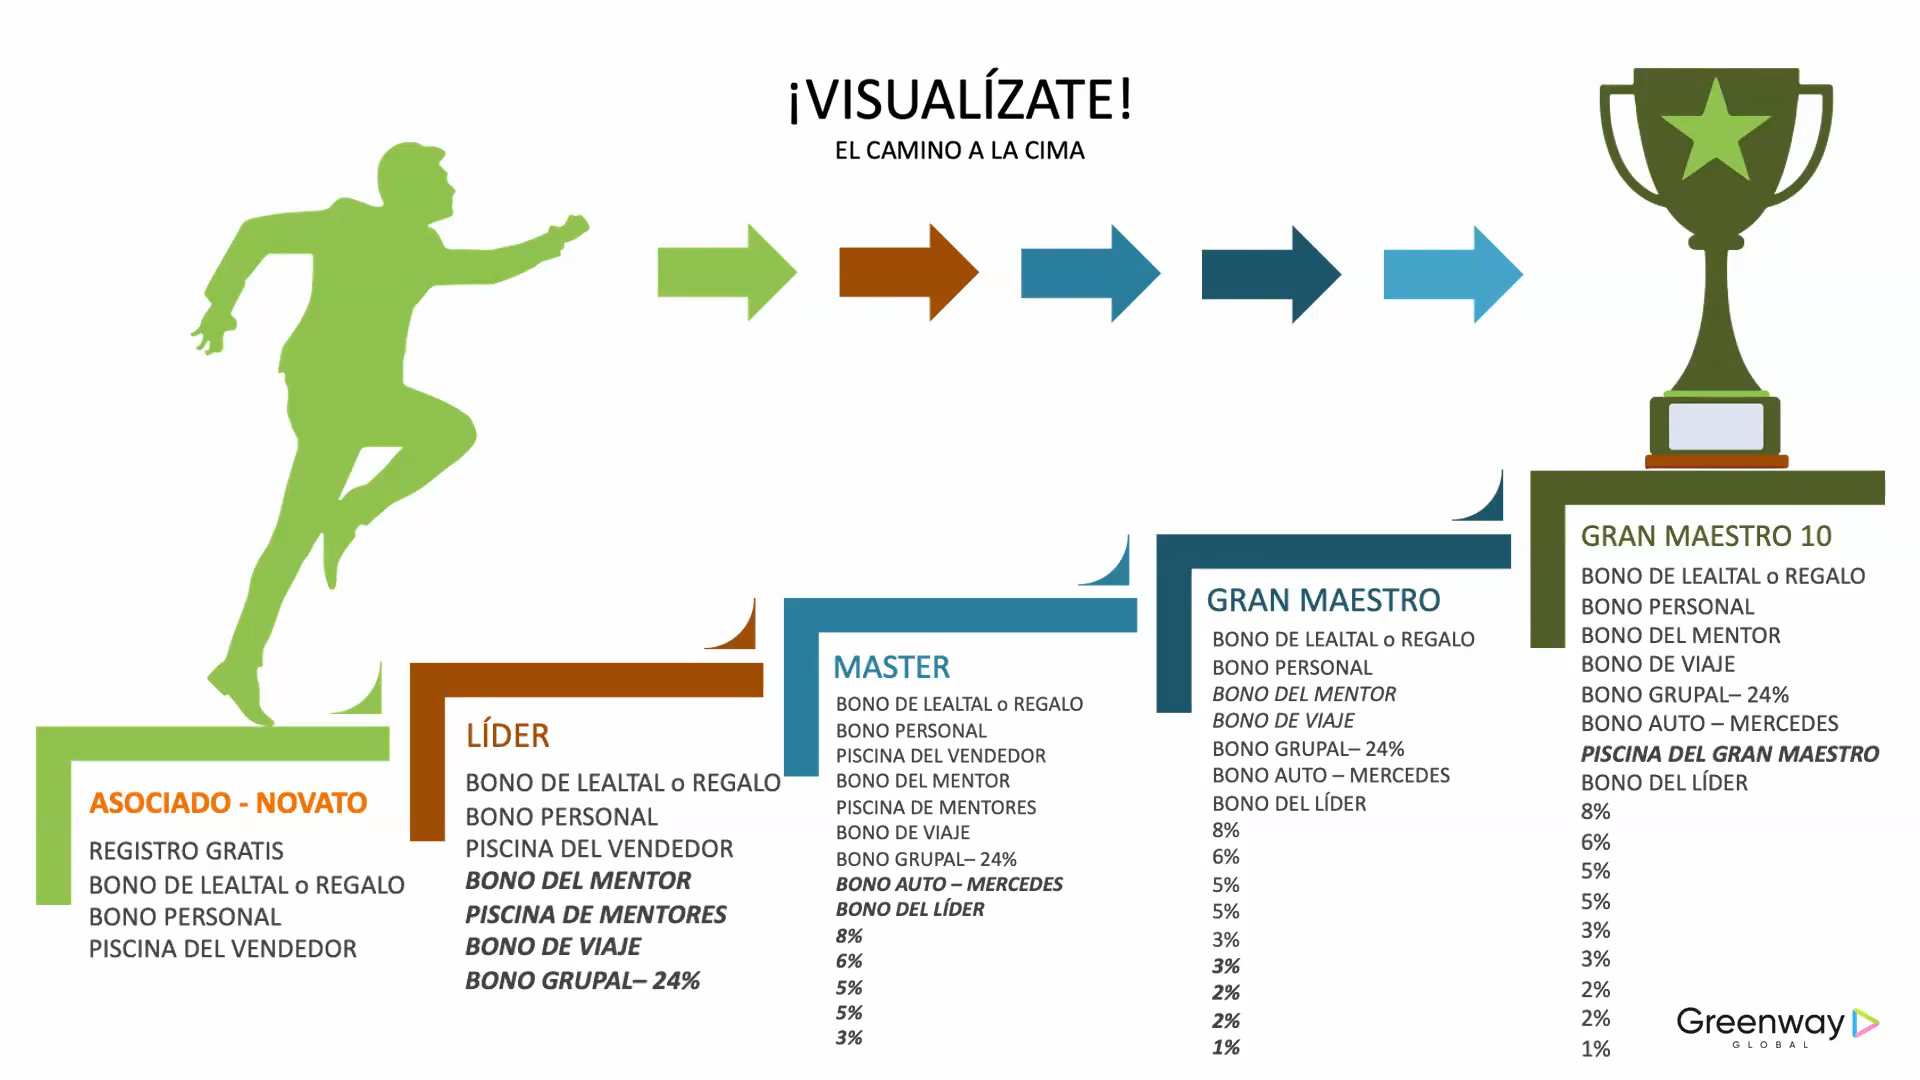 ¡VISUALÍZATE!
EL CAMINO A LA CIMA
ASOCIADO - NOVATO
REGISTRO GRATIS
BONO DE LEALTAL o REGALO
BONO PERSONAL
PISCINA DEL VENDEDOR
LÍDER
BONO DE LEALTAL o REGALO
BONO PERSONAL
PISCINA DEL VENDEDOR
BONO DEL MENTOR
PISCINA DE MENTORES
BONO DE VIAJE
BONO GRUPAL– 24%
MASTER
BONO DE LEALTAL o REGALO
BONO PERSONAL
PISCINA DEL VENDEDOR
BONO DEL MENTOR
PISCINA DE MENTORES
BONO DE VIAJE
BONO GRUPAL– 24%
BONO AUTO – MERCEDES
BONO DEL LÍDER
8%
6%
5%
5%
3%
GRAN MAESTRO
BONO DE LEALTAL o REGALO
BONO PERSONAL
BONO DEL MENTOR
BONO DE VIAJE
BONO GRUPAL– 24%
BONO AUTO – MERCEDES
BONO DEL LÍDER
8%
6%
5%
5%
3%
3%
2%
2%
1%
GRAN MAESTRO 10
BONO DE LEALTAL o REGALO
BONO PERSONAL
BONO DEL MENTOR
BONO DE VIAJE
BONO GRUPAL– 24%
BONO AUTO – MERCEDES
PISCINA DEL GRAN MAESTRO
BONO DEL LÍDER
8%
6%
5%
5%
3%
3%
2%
2%
1%
Greenway
GLOBAL